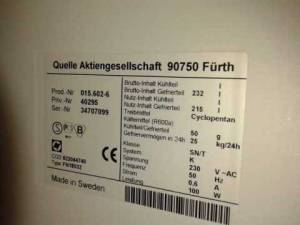 Quelle Aktiengesellschaft 90750 Fürth
Prod.-Nr 015.602-6
Priv.-Nr 40295
Ser.-Nr 34707099
Brutto-Inhalt Kühlteil l
Brutto-Inhalt Gefrierteil 232 l
Nutz-Inhalt Kühlteil l
Nutz-Inhalt Gefrierteil 215 l
Treibmittel Cyclopentan
Kältemittel (R600a)
Kühlteil/Gefrierteil 50 g
Gefriervermögen in 24h 25 kg/24h
Klasse SN/T
System K
Spannung 230 V~AC
Frequenz 50 Hz
Strom 0,6 A
Leistung 100 W
Made in Sweden